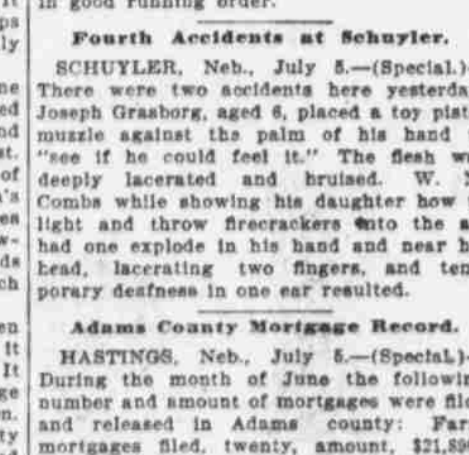 in good running order.
Fourth Accidents at Schuyler.
SCHUYLER, Neb., July 5.—(Special.)
There were two accidents here yesterda
Joseph Grasborg, aged 6, placed a toy pist
muzzle against the palm of his hand
"see if he could feel it." The flesh w
deeply lacerated and bruised. W.
Combs while showing his daughter how
light and throw firecrackers into the a
had one explode in his hand and near h
head, lacerating two fingers, and tem
porary deafness in one ear resulted.
Adams County Mortgage Record.
HASTINGS, Neb., July 5.—(Special.)
During the month of June the followin
number and amount of mortgages were file
and released in Adams county: Far
mortgages filed, twenty, amount, $21,89